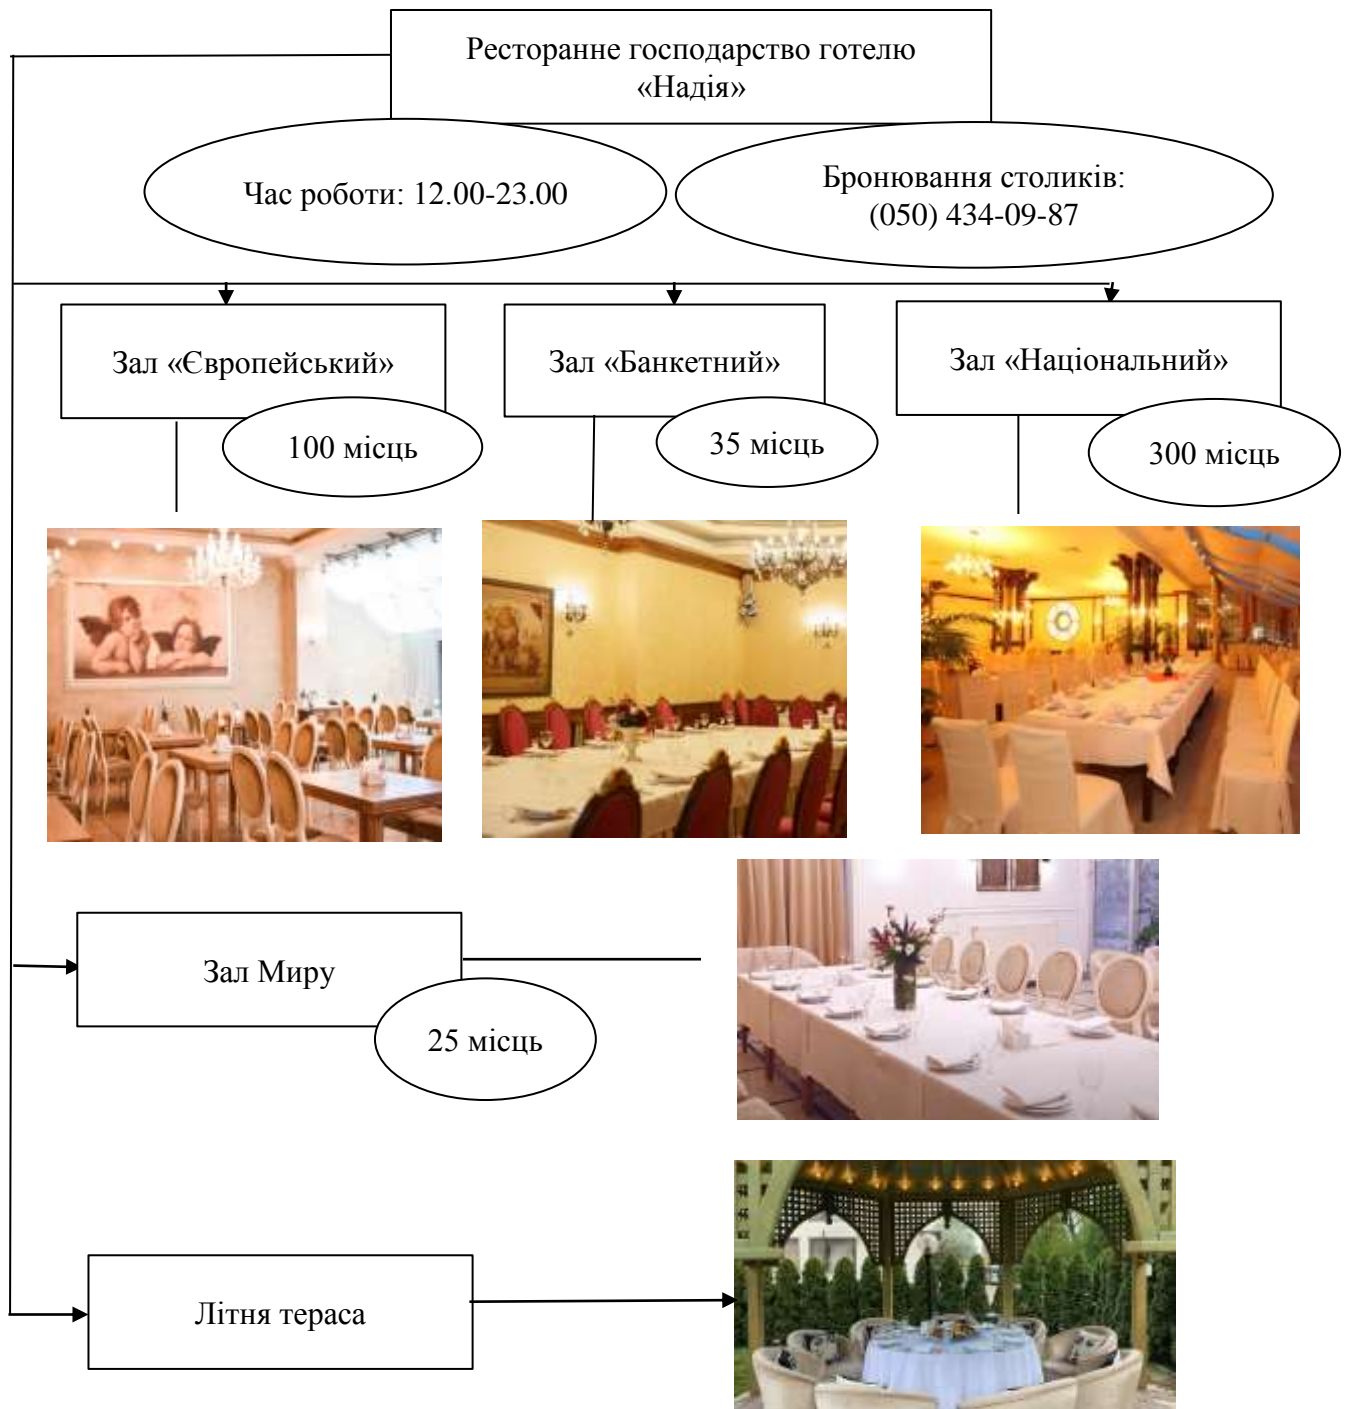 Ресторанне господарство готелю
«Надія»
Час роботи: 12.00-23.00
Бронювання столиків:
(050) 434-09-87
Зал «Європейський»
Зал «Банкетний»
Зал «Національний»
100 місць
35 місць
300 місць
Зал Миру
25 місць
Літня тераса